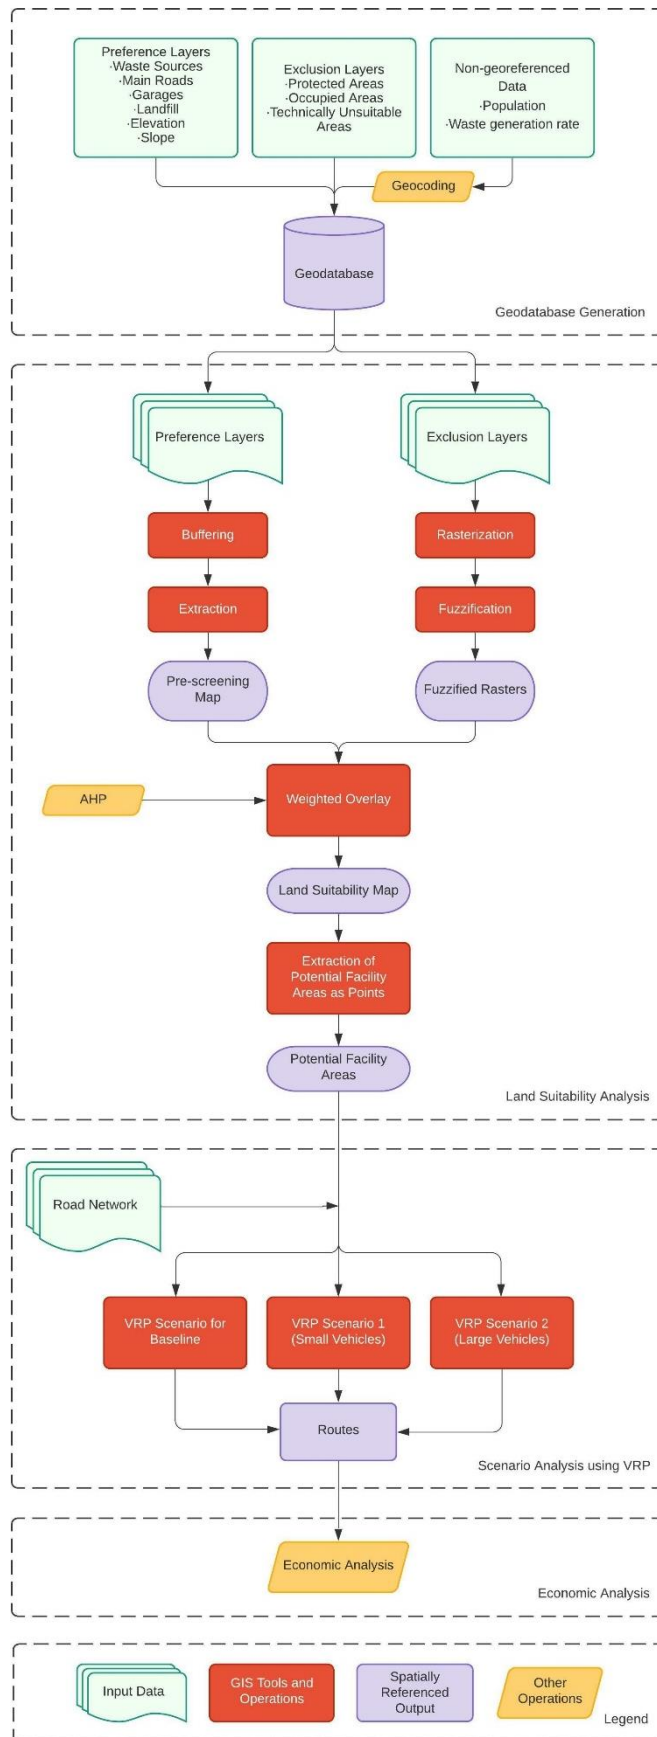 Preference Layers
·Waste Sources
·Main Roads
·Garages
·Landfill
·Elevation
·Slope
Exclusion Layers
·Protected Areas
·Occupied Areas
·Technically Unsuitable
Areas
Non-georeferenced
Data
·Population
·Waste generation rate
Geocoding
Geodatabase
Geodatabase Generation
Preference Layers
Exclusion Layers
Buffering
Rasterization
Extraction
Fuzzification
Pre-screening
Map
Fuzzified Rasters
AHP
Weighted Overlay
Land Suitability Map
Extraction of
Potential Facility
Areas as Points
Potential Facility
Areas
Land Suitability Analysis
Road Network
VRP Scenario for
Baseline
VRP Scenario 1
(Small Vehicles)
VRP Scenario 2
(Large Vehicles)
Routes
Scenario Analysis using VRP
Economic Analysis
Economic Analysis
Input Data
GIS Tools and
Operations
Spatially
Referenced
Output
Other
Operations
Legend